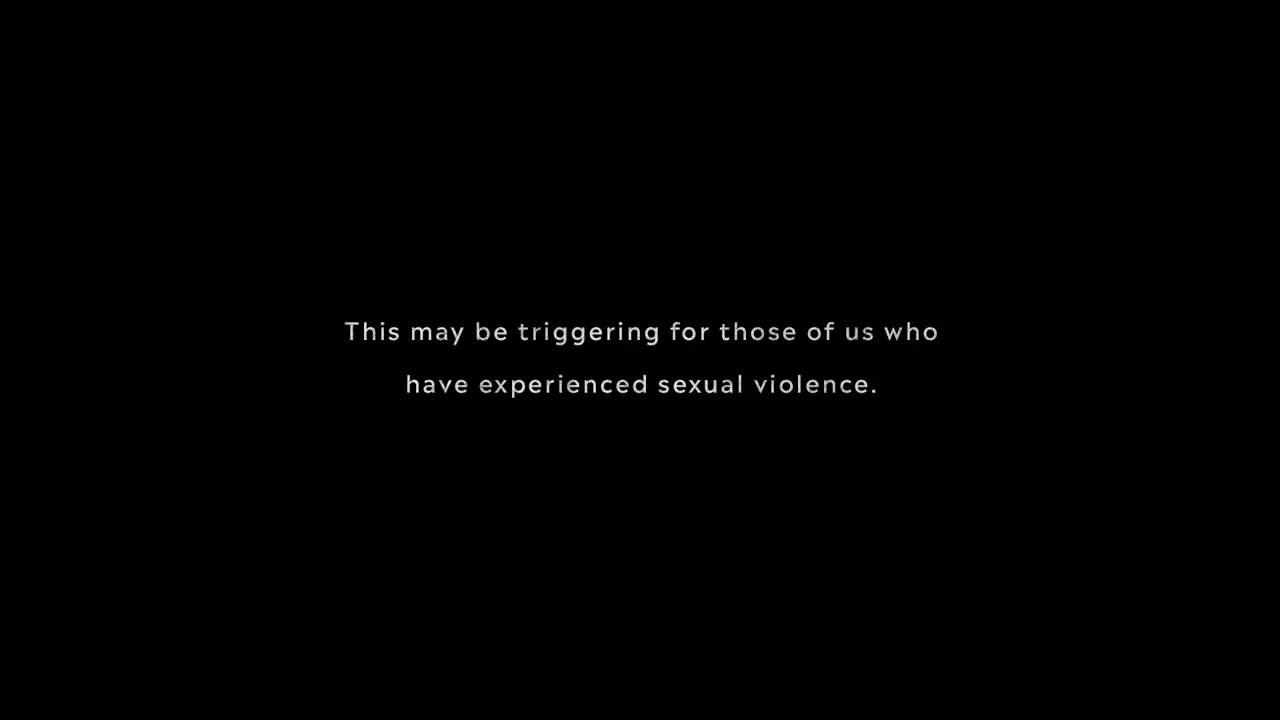 This may be triggering for those of us who
have experienced sexual violence.